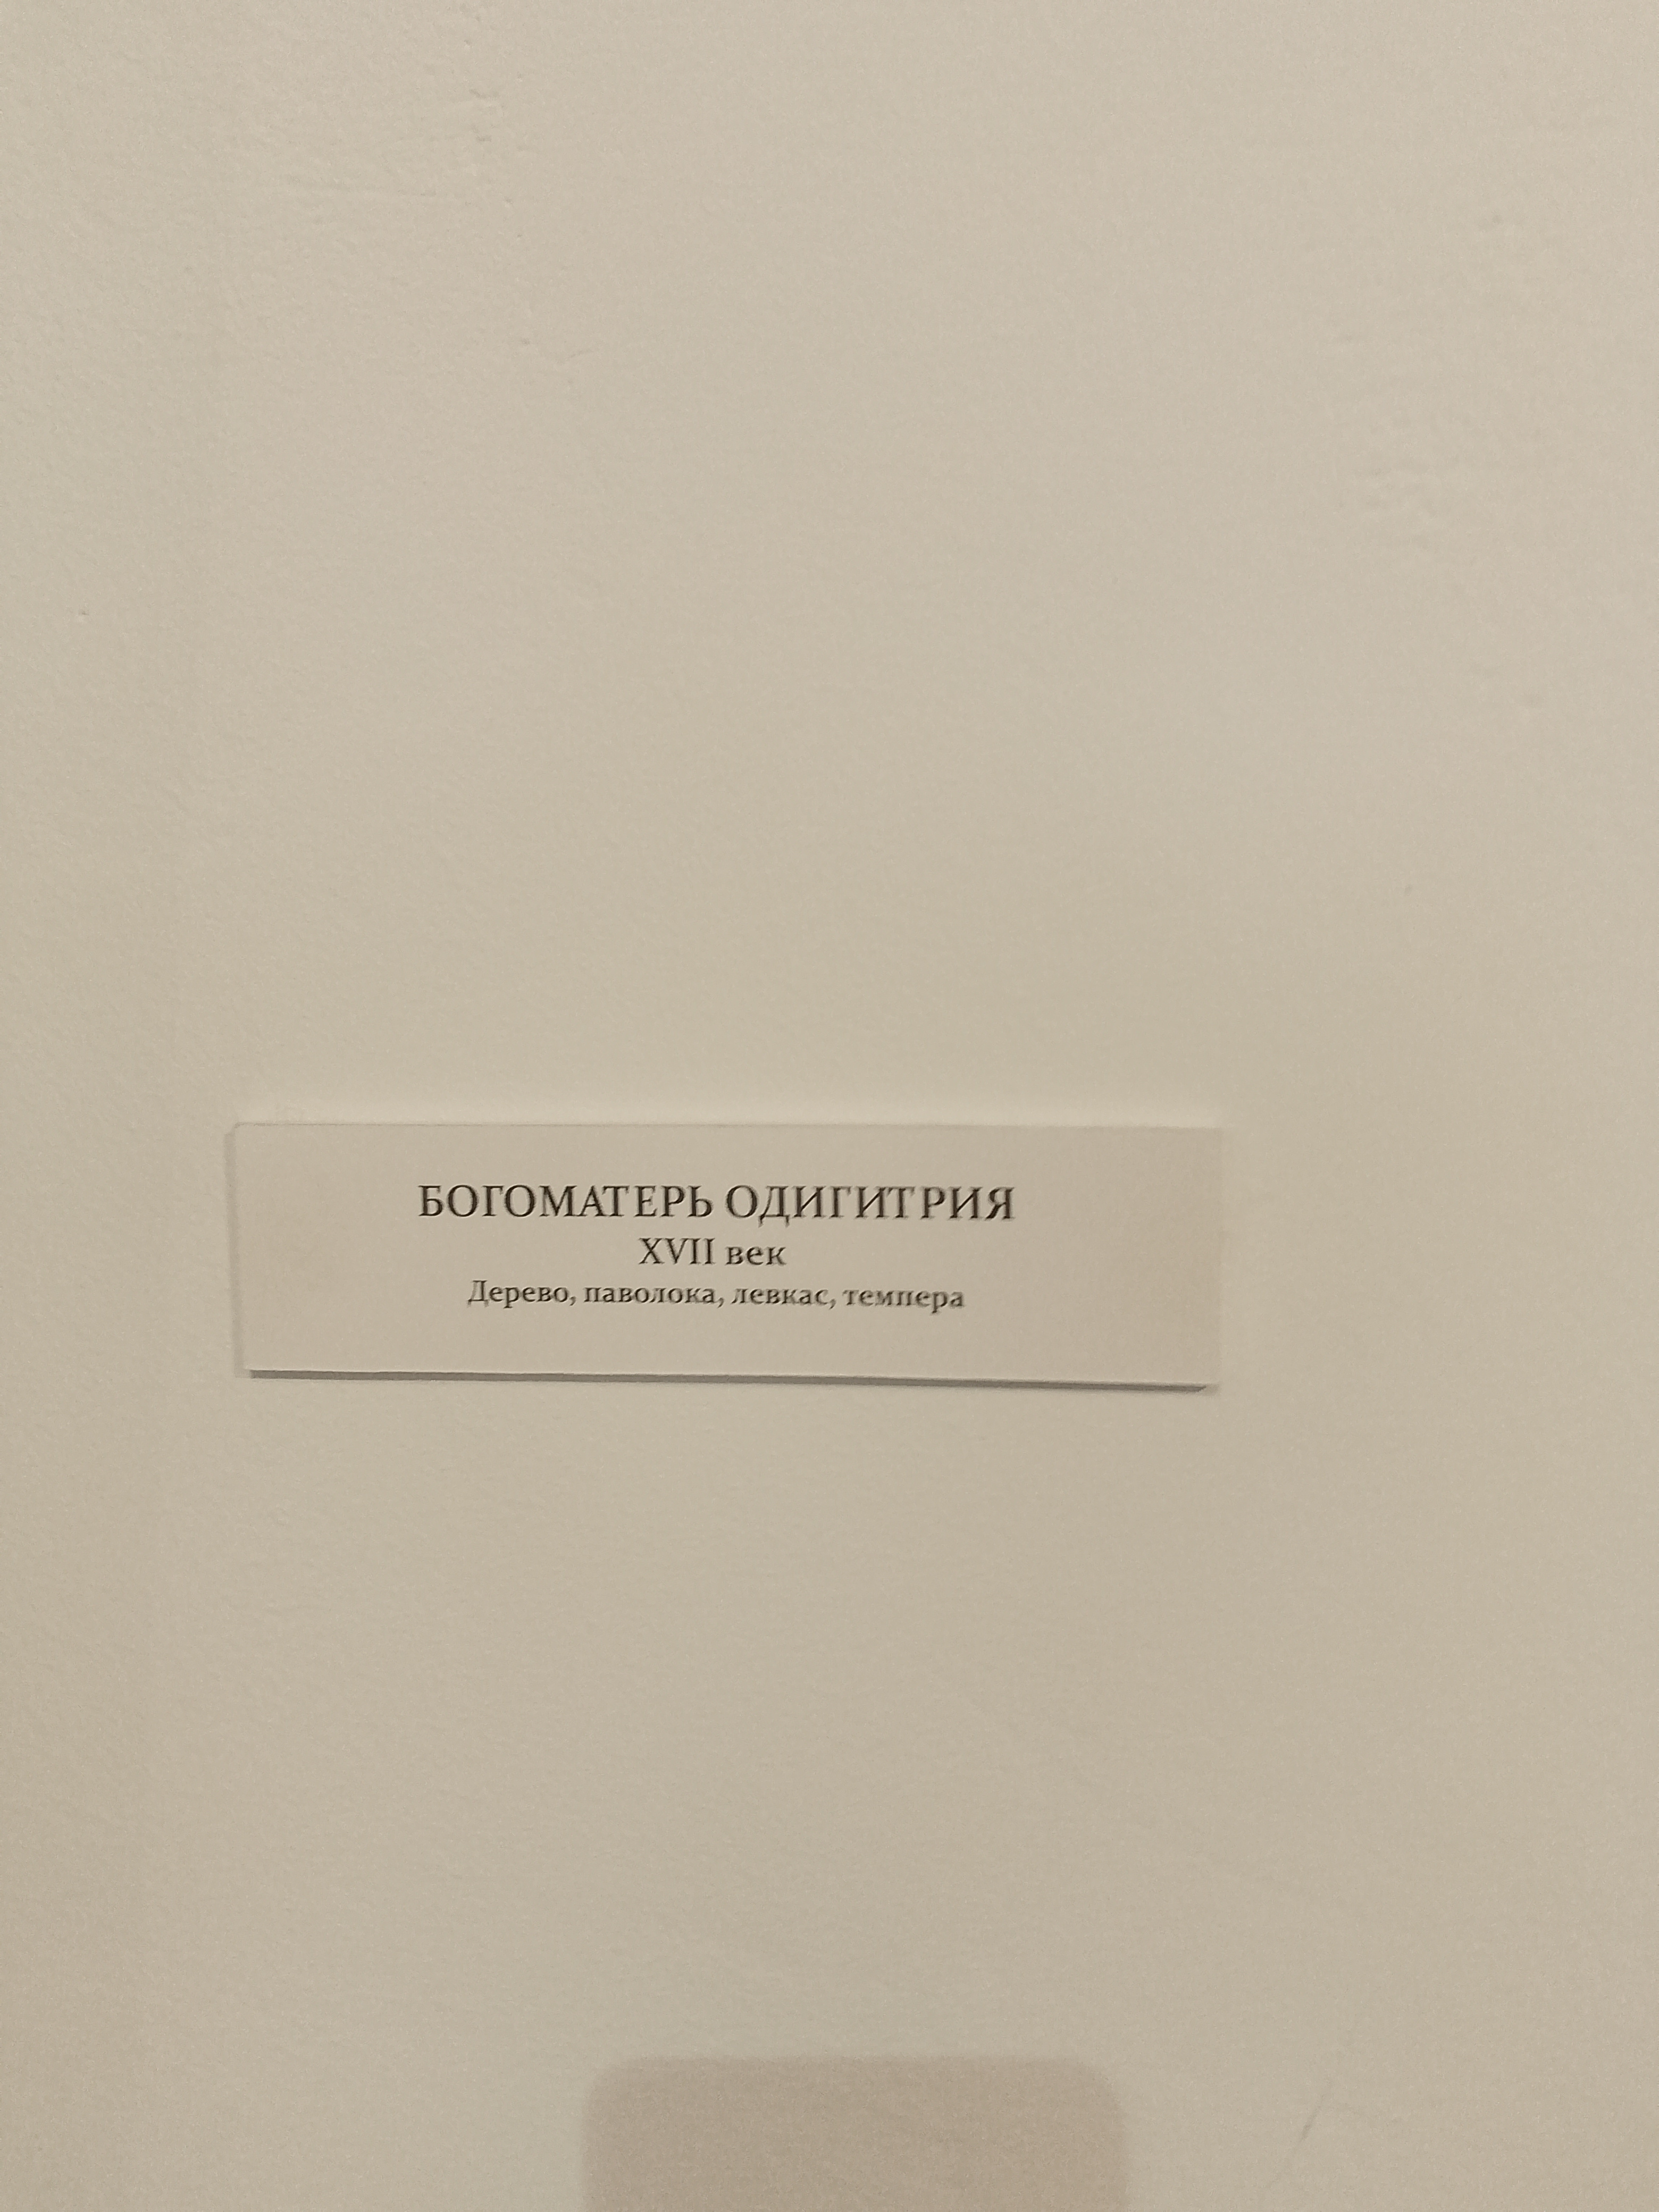 БОГОМАТЕРЬ ОДИГИТРИЯ
XVII век
Дерево, паволока, левкас, темпера